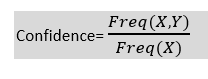 Confidence= Freq(X,Y)
Freq(X)